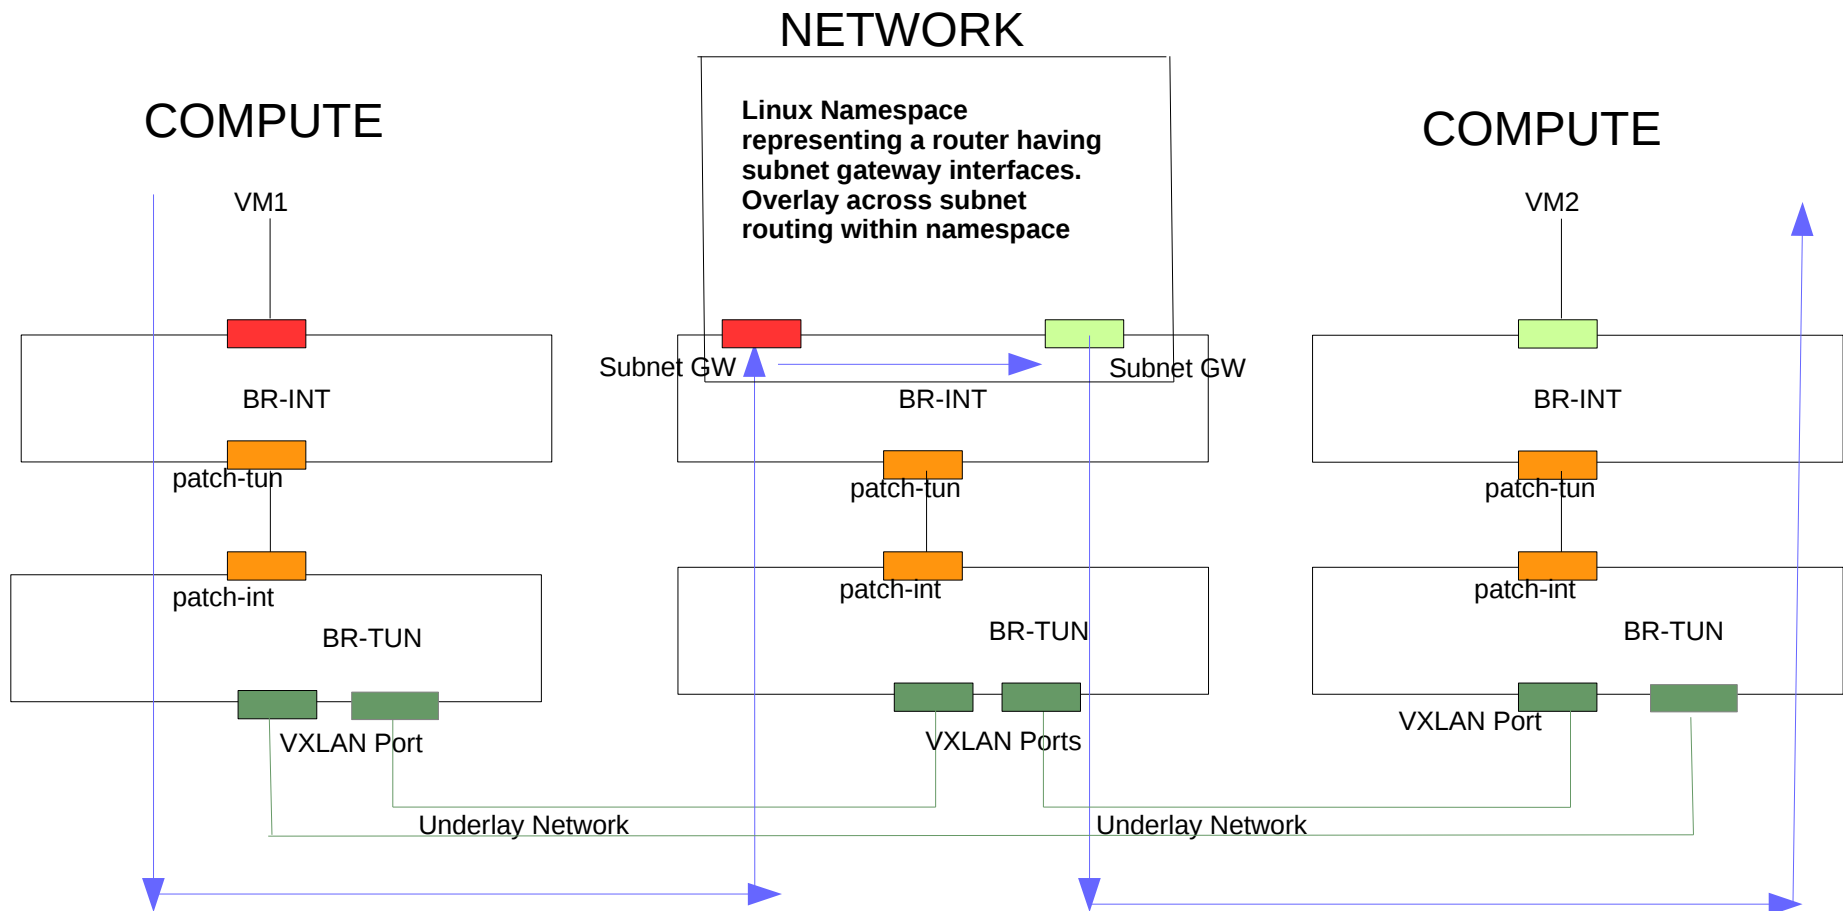 NETWORK
COMPUTE
COMPUTE
Linux Namespace
representing a router having
subnet gateway interfaces.
Overlay across subnet
routing within namespace
VM1
VM2
Subnet GW
Subnet GW
BR-INT
BR-INT
BR-INT
patch-tun
patch-tun
patch-tun
patch-int
patch-int
patch-int
BR-TUN
BR-TUN
BR-TUN
VXLAN Port
VXLAN Ports
VXLAN Port
Underlay Network
Underlay Network